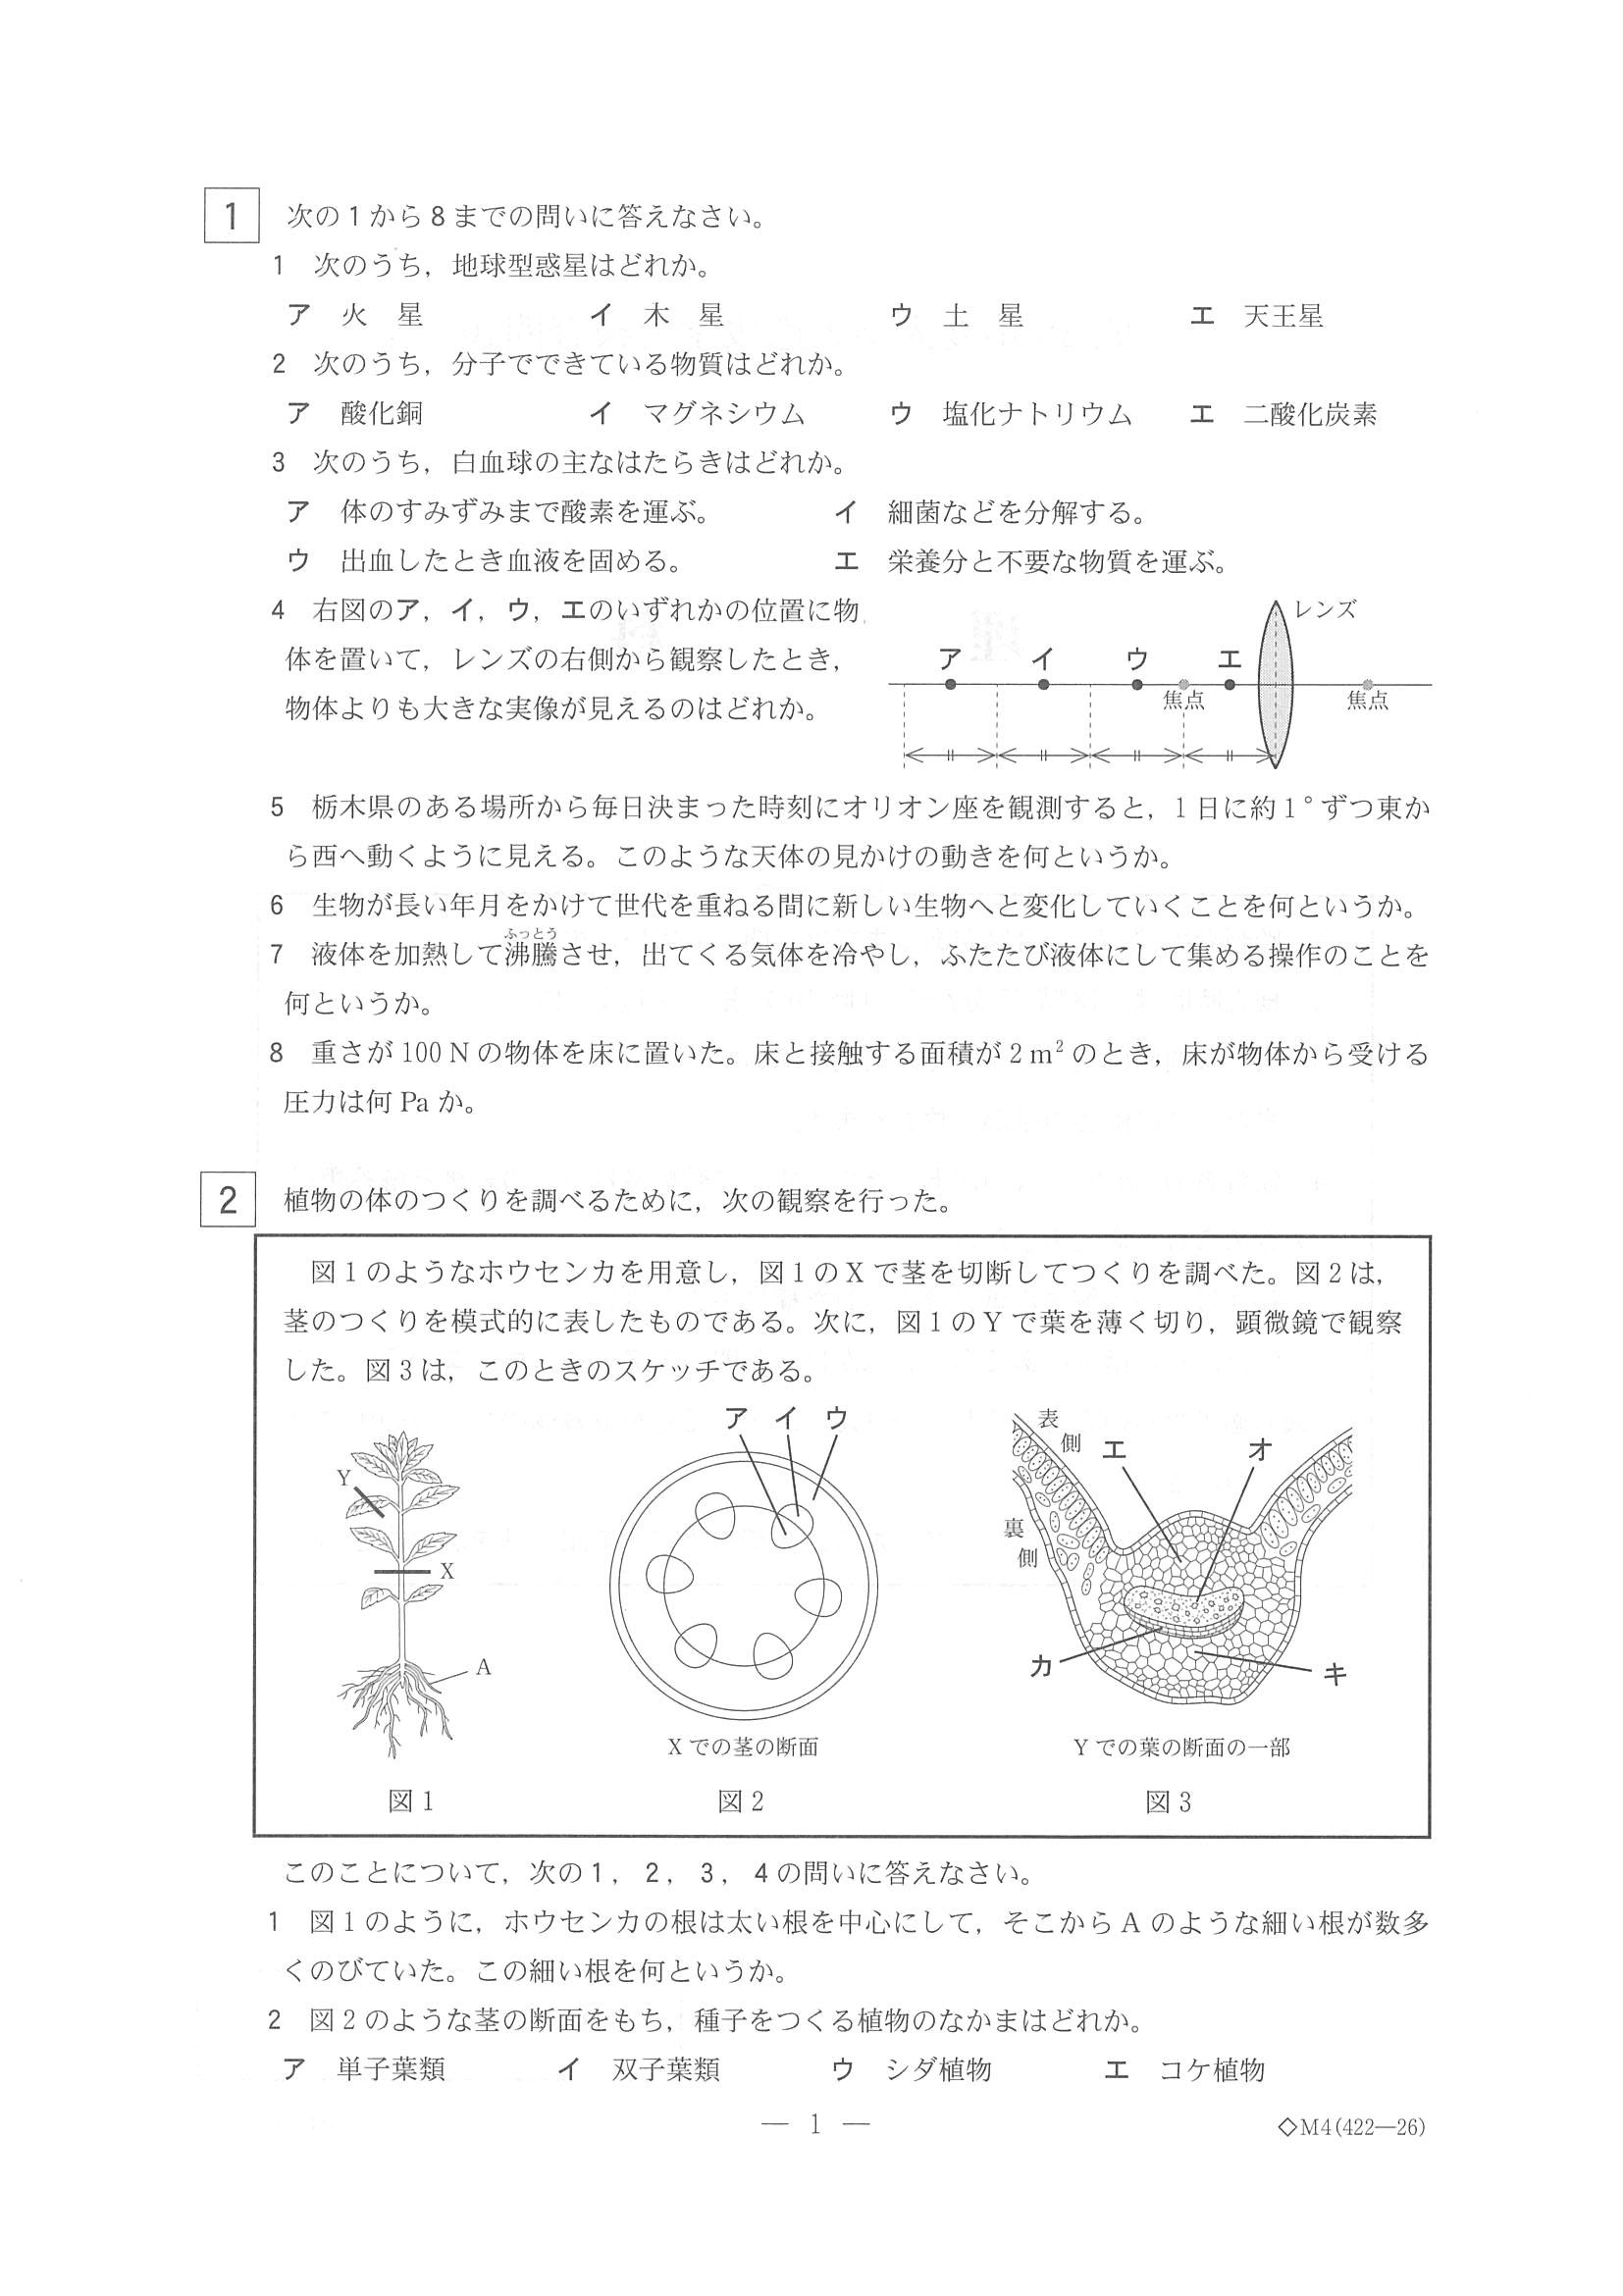 1 次の1から8までの問いに答えなさい。
1 次のうち，地球型惑星はどれか。
ア 火 星 イ 木 星 ウ 土 星 エ 天王星
2 次のうち，分子でできている物質はどれか。
ア 酸化銅 イ マグネシウム ウ 塩化ナトリウム エ 二酸化炭素
3 次のうち，白血球の主なはたらきはどれか。
ア 体のすみずみまで酸素を運ぶ。 イ 細菌などを分解する。
ウ 出血したとき血液を固める。 エ 栄養分と不要な物質を運ぶ。
4 右図のア，イ，ウ，エのいずれかの位置に物
体を置いて，レンズの右側から観察したとき，
物体よりも大きな実像が見えるのはどれか。
レンズ
ア イ ウ エ
焦点 焦点
5 栃木県のある場所から毎日決まった時刻にオリオン座を観測すると，1日に約1°ずつ東か
ら西へ動くように見える。このような天体の見かけの動きを何というか。
6 生物が長い年月をかけて世代を重ねる間に新しい生物へと変化していくことを何というか。
ふっとう
7 液体を加熱して沸騰させ，出てくる気体を冷やし，ふたたび液体にして集める操作のことを
何というか。
8 重さが100Nの物体を床に置いた。床と接触する面積が2m²のとき，床が物体から受ける
圧力は何Paか。
2 植物の体のつくりを調べるために，次の観察を行った。
図1のようなホウセンカを用意し，図1のXで茎を切断してつくりを調べた。図2は，
茎のつくりを模式的に表したものである。次に，図1のYで葉を薄く切り，顕微鏡で観察
した。図3は，このときのスケッチである。
Y
X
A
図1
ア イ ウ
Xでの茎の断面
図2
表側
裏側
エ オ
カ キ
Yでの葉の断面の一部
図3
このことについて，次の1，2，3，4の問いに答えなさい。
1 図1のように，ホウセンカの根は太い根を中心にして，そこからAのような細い根が数多
くのびていた。この細い根を何というか。
2 図2のような茎の断面をもち，種子をつくる植物のなかまはどれか。
ア 単子葉類 イ 双子葉類 ウ シダ植物 エ コケ植物
― 1 ―
◇M4(422―26)